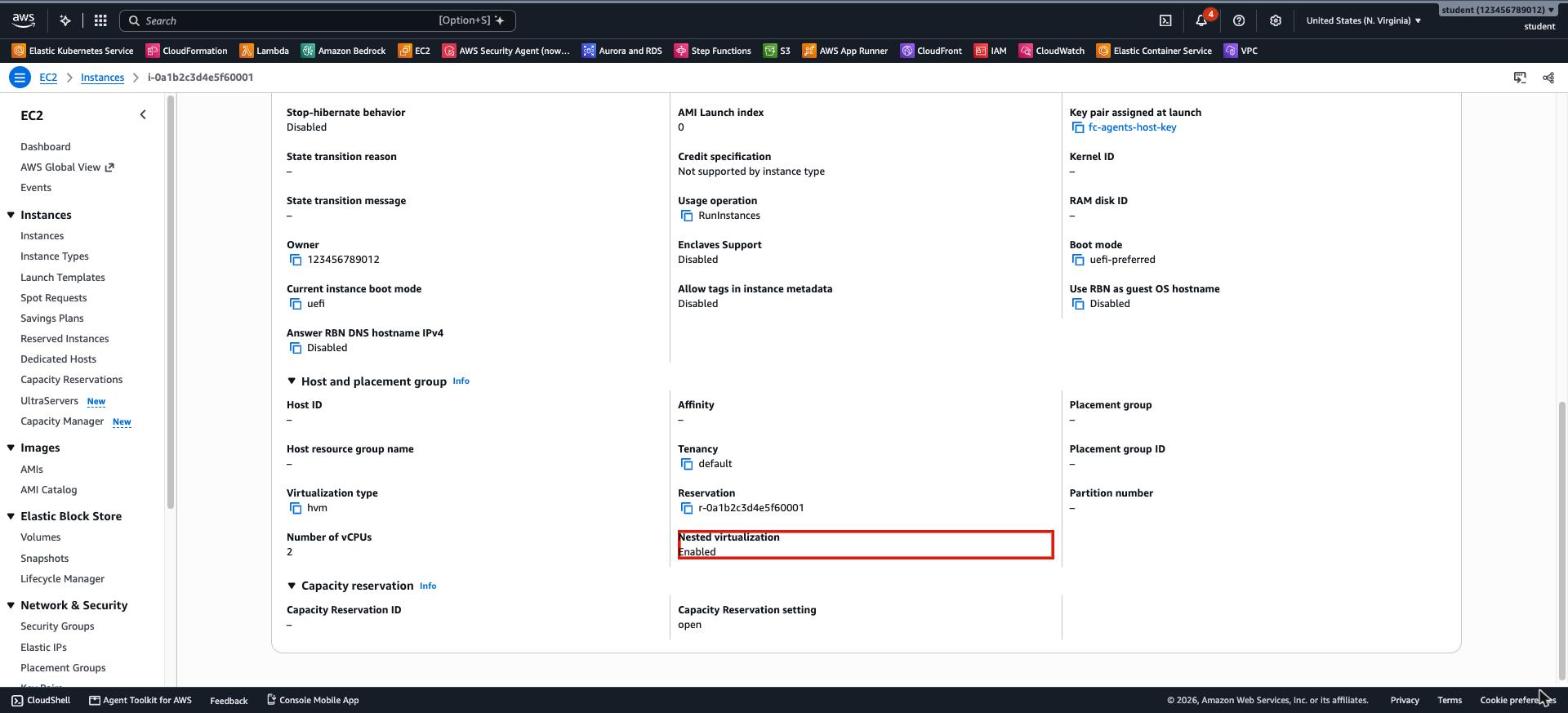 aws
Search [Option+S]
4
United States (N. Virginia)
student (123456789012)
student
Elastic Kubernetes Service CloudFormation Lambda Amazon Bedrock EC2 AWS Security Agent (now... Aurora and RDS Step Functions S3 AWS App Runner CloudFront IAM CloudWatch Elastic Container Service VPC
EC2 > Instances > i-0a1b2c3d4e5f60001
EC2
Dashboard
AWS Global View
Events
Instances
Instances
Instance Types
Launch Templates
Spot Requests
Savings Plans
Reserved Instances
Dedicated Hosts
Capacity Reservations
UltraServers New
Capacity Manager New
Images
AMIs
AMI Catalog
Elastic Block Store
Volumes
Snapshots
Lifecycle Manager
Network & Security
Security Groups
Elastic IPs
Placement Groups
Stop-hibernate behavior
Disabled
AMI Launch index
0
Key pair assigned at launch
fc-agents-host-key
State transition reason
–
Credit specification
Not supported by instance type
Kernel ID
–
State transition message
–
Usage operation
RunInstances
RAM disk ID
–
Owner
123456789012
Enclaves Support
Disabled
Boot mode
uefi-preferred
Current instance boot mode
uefi
Allow tags in instance metadata
Disabled
Use RBN as guest OS hostname
Disabled
Answer RBN DNS hostname IPv4
Disabled
Host and placement group Info
Host ID
–
Affinity
–
Placement group
–
Host resource group name
–
Tenancy
default
Placement group ID
–
Virtualization type
hvm
Reservation
r-0a1b2c3d4e5f60001
Partition number
–
Number of vCPUs
2
Nested virtualization
Enabled
Capacity reservation Info
Capacity Reservation ID
–
Capacity Reservation setting
open
CloudShell Agent Toolkit for AWS Feedback Console Mobile App
© 2026, Amazon Web Services, Inc. or its affiliates. Privacy Terms Cookie